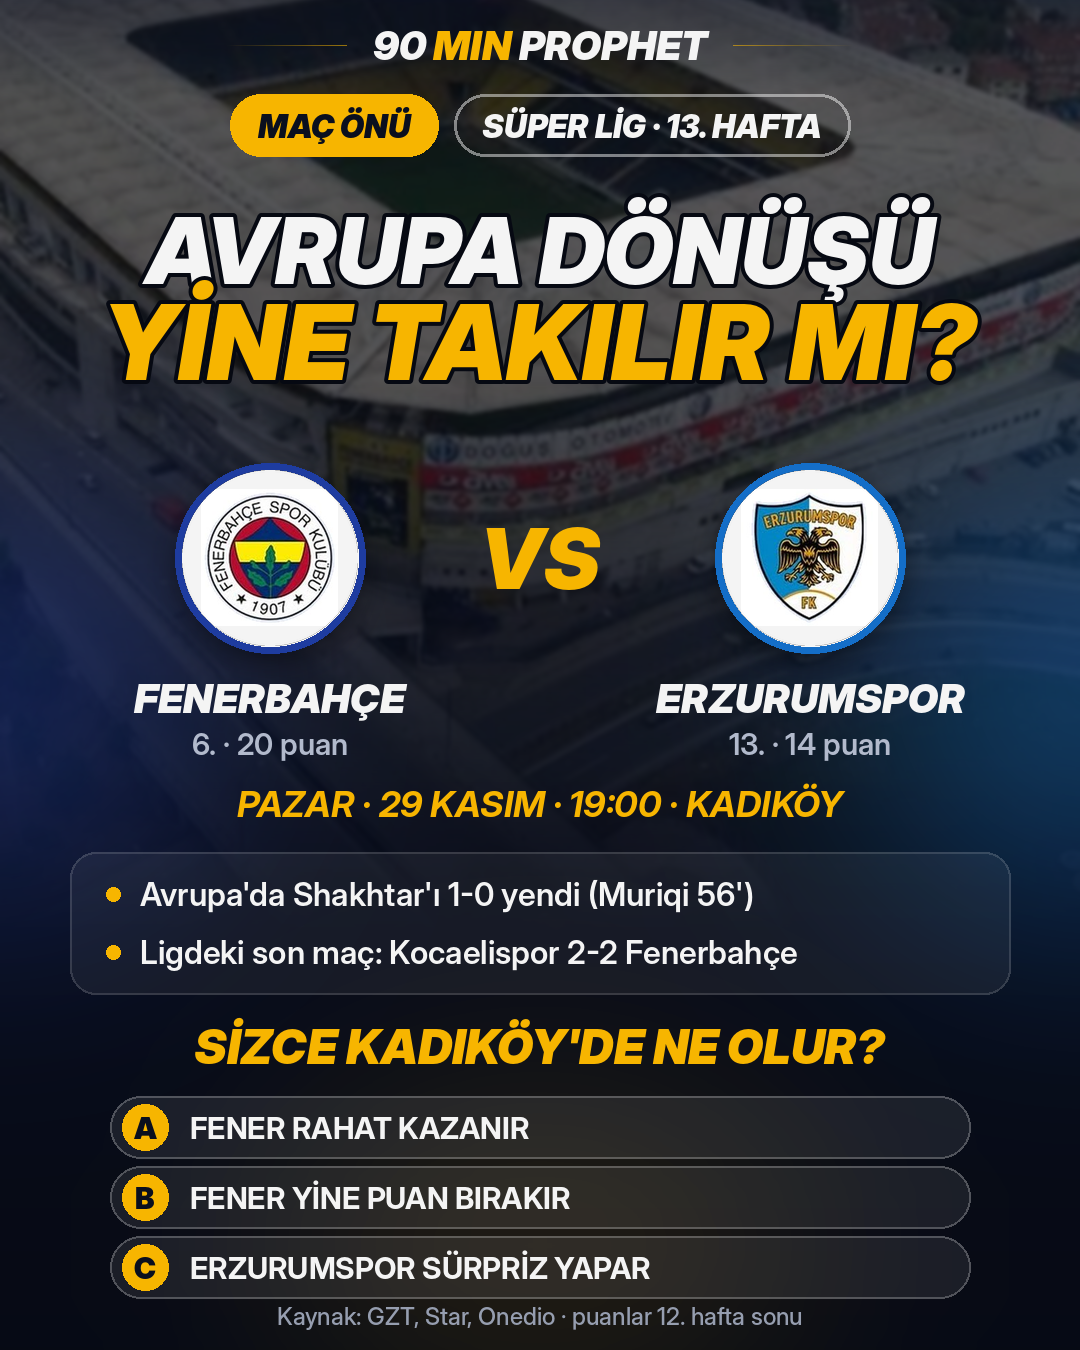 90 MIN PROPHET
MAÇ ÖNÜ
SÜPER LİG · 13. HAFTA
AVRUPA DÖNÜŞÜ
YİNE TAKILIR MI?
DOĞUŞ OTOMOTİV
FENERBAHÇE SPOR KULÜBÜ
★ 1907 ★
VS
ERZURUMSPOR
FK
FENERBAHÇE
ERZURUMSPOR
6. · 20 puan
13. · 14 puan
PAZAR · 29 KASIM · 19:00 · KADIKÖY
Avrupa'da Shakhtar'ı 1-0 yendi (Muriqi 56')
Ligdeki son maç: Kocaelispor 2-2 Fenerbahçe
SİZCE KADIKÖY'DE NE OLUR?
A FENER RAHAT KAZANIR
B FENER YİNE PUAN BIRAKIR
C ERZURUMSPOR SÜRPRİZ YAPAR
Kaynak: GZT, Star, Onedio · puanlar 12. hafta sonu